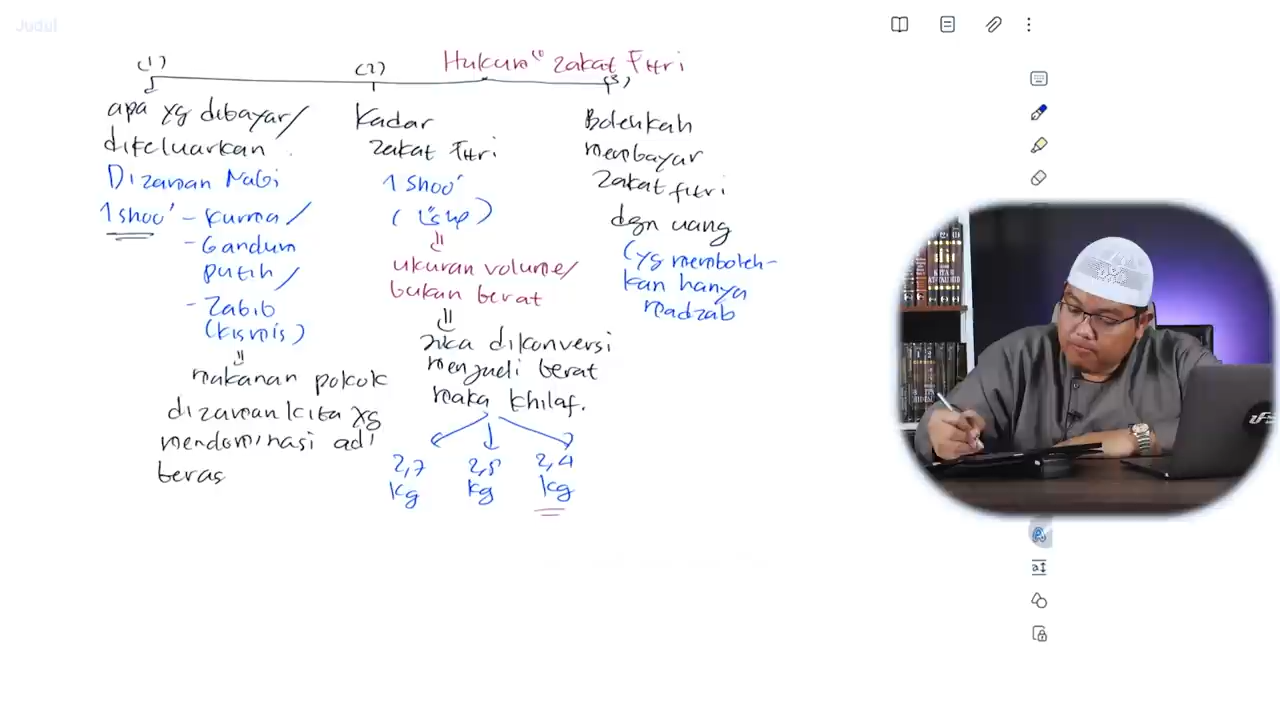 Judul
Hukum² Zakat Fitri
(1)
apa yg dibayar/
dikeluarkan.
Dizaman Nabi
1 shoo' - kurma/
- Gandum
putih/
- Zabib
(kismis)
makanan pokok
dizaman kita yg
mendominasi adl
beras
(2)
Kadar
zakat Fitri
1 shoo'
ukuran volume/
bukan berat
jika dikonversi
menjadi berat
maka khilaf.
2,7 2,5 2,4
kg kg kg
(3)
Bolehkah
membayar
zakat fitri
dgn uang
(yg memboleh-
kan hanya
madzab